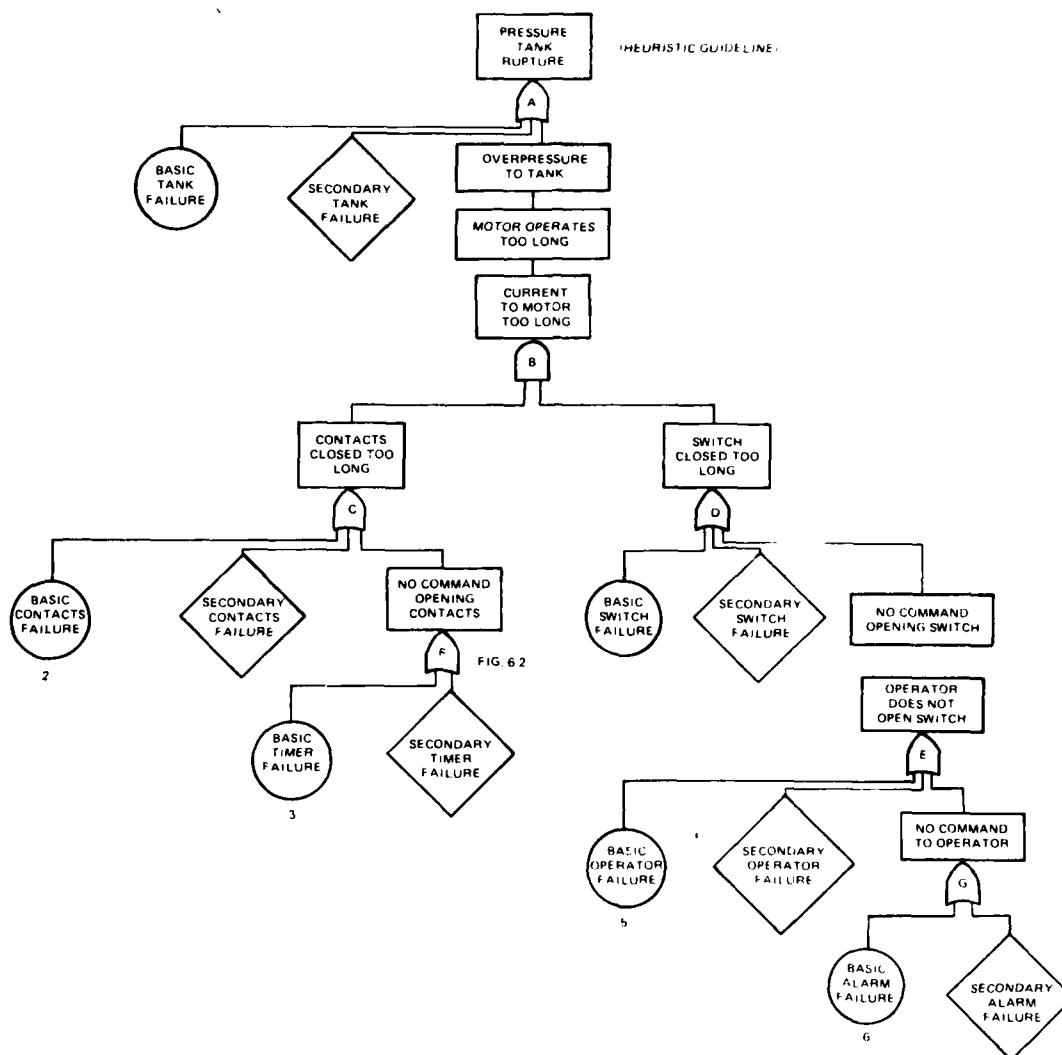 PRESSURE
TANK
RUPTURE
(HEURISTIC GUIDELINE)
A
BASIC
TANK
FAILURE
SECONDARY
TANK
FAILURE
OVERPRESSURE
TO TANK
MOTOR OPERATES
TOO LONG
CURRENT
TO MOTOR
TOO LONG
B
CONTACTS
CLOSED TOO
LONG
SWITCH
CLOSED TOO
LONG
C
D
BASIC
CONTACTS
FAILURE
2
SECONDARY
CONTACTS
FAILURE
NO COMMAND
OPENING
CONTACTS
BASIC
SWITCH
FAILURE
SECONDARY
SWITCH
FAILURE
NO COMMAND
OPENING SWITCH
F
FIG. 6 2
BASIC
TIMER
FAILURE
3
SECONDARY
TIMER
FAILURE
OPERATOR
DOES NOT
OPEN SWITCH
E
BASIC
OPERATOR
FAILURE
5
SECONDARY
OPERATOR
FAILURE
NO COMMAND
TO OPERATOR
G
BASIC
ALARM
FAILURE
6
SECONDARY
ALARM
FAILURE